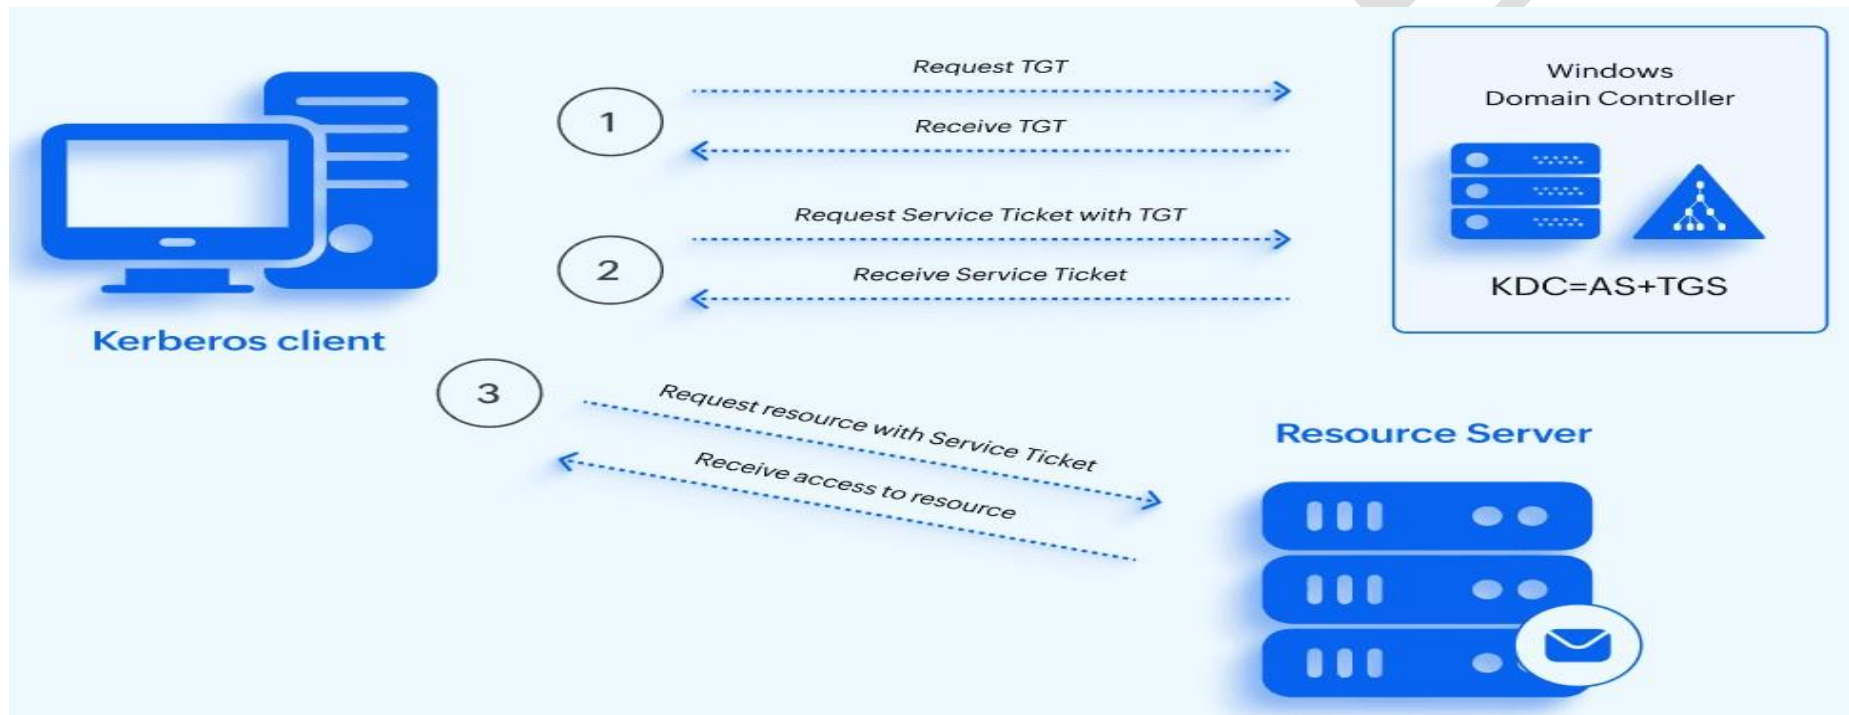 Request TGT
Windows
Domain Controller
1
Receive TGT
Request Service Ticket with TGT
2
Receive Service Ticket
KDC=AS+TGS
Kerberos client
3
Request resource with Service Ticket
Receive access to resource
Resource Server